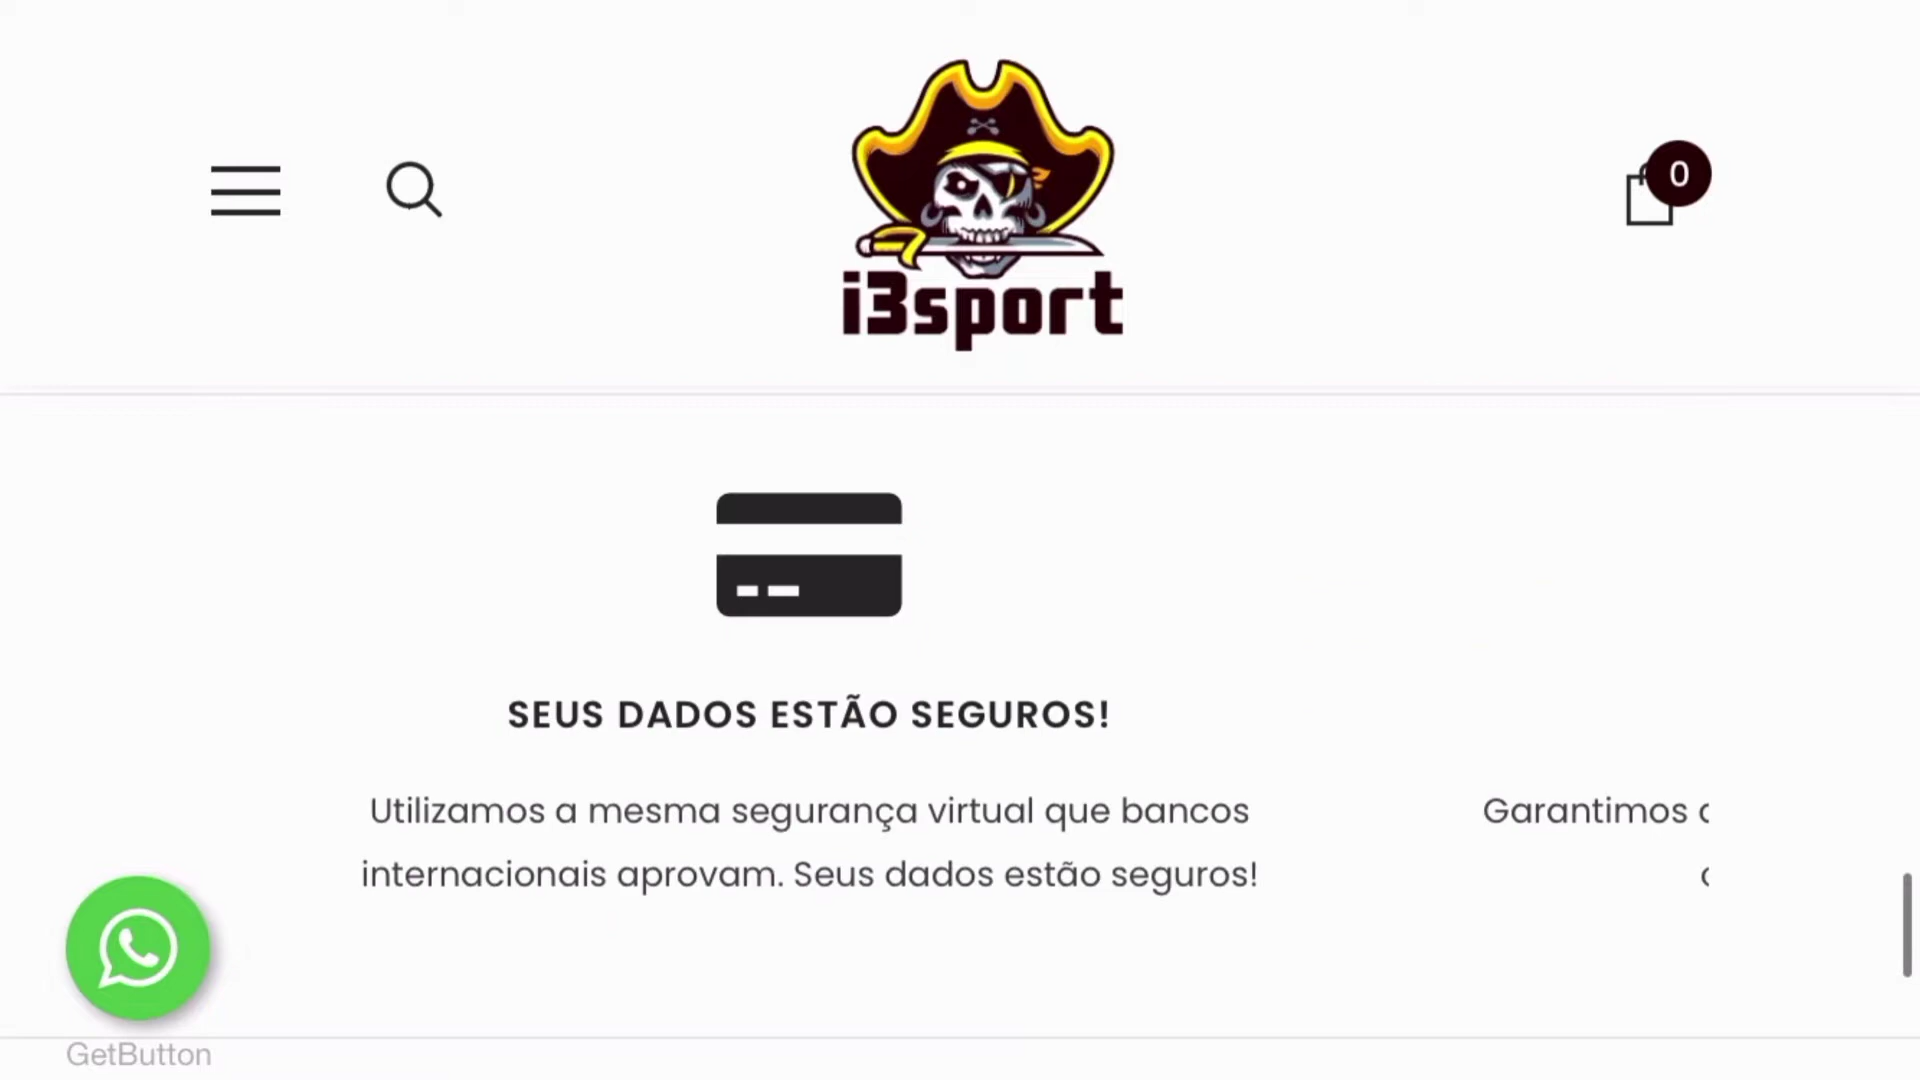 0
i3sport
SEUS DADOS ESTÃO SEGUROS!
Utilizamos a mesma segurança virtual que bancos
internacionais aprovam. Seus dados estão seguros!
Garantimos
GetButton